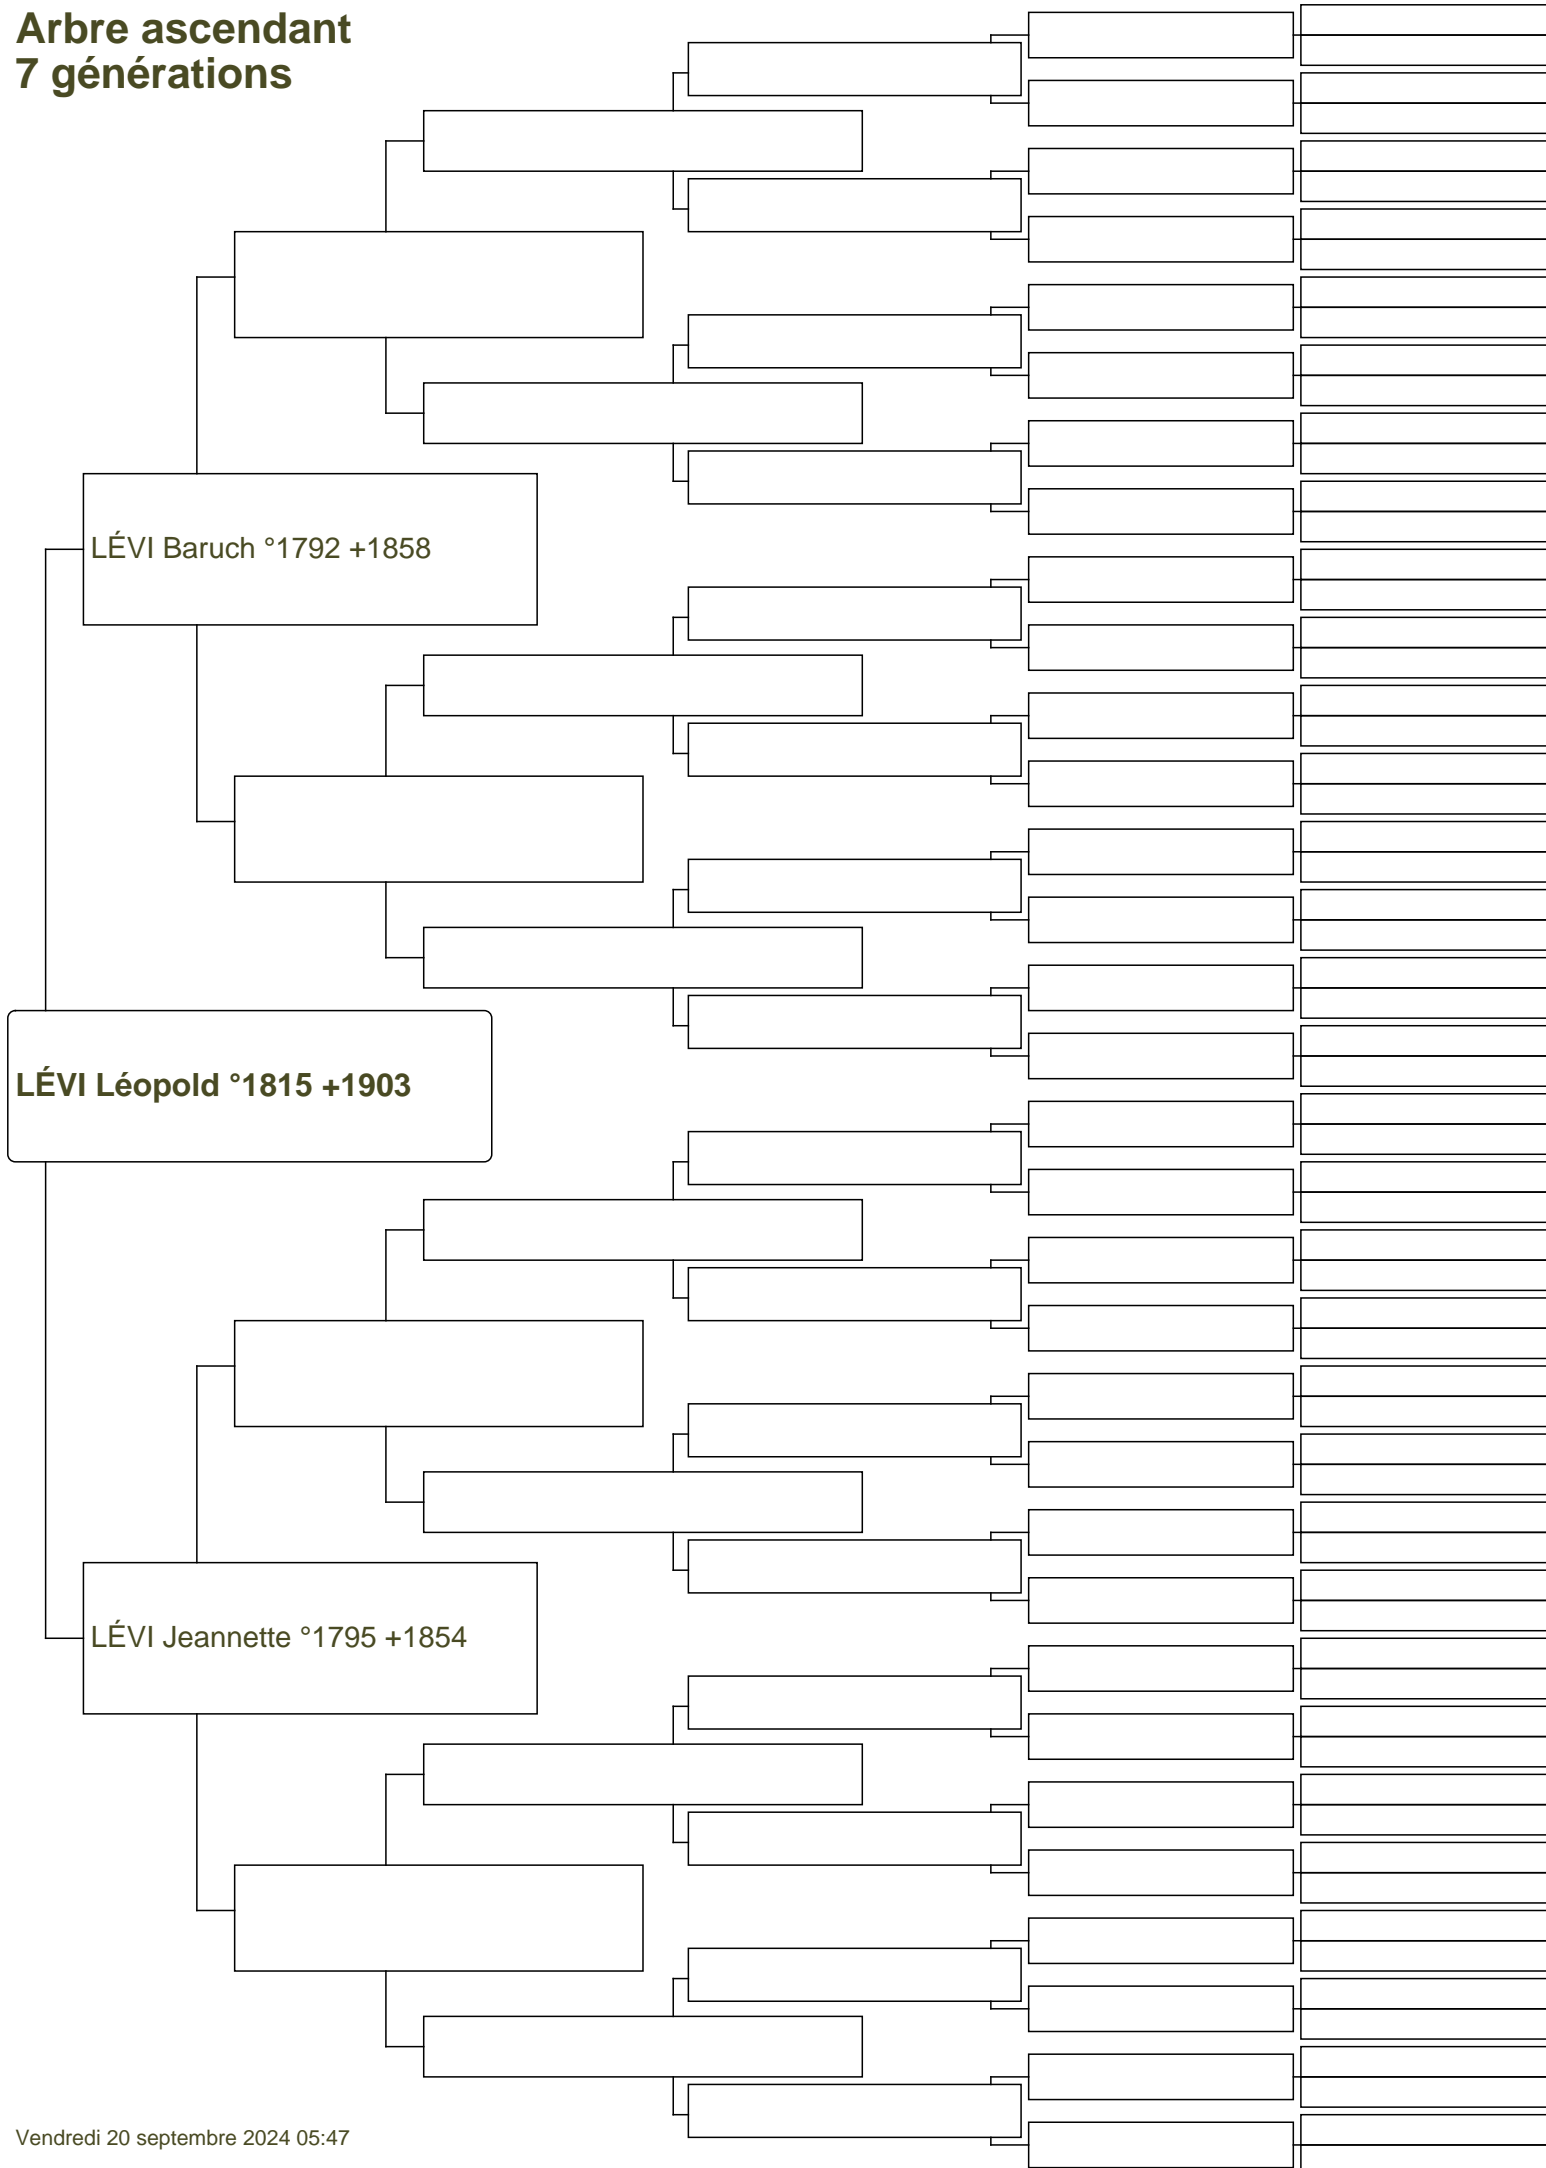 Arbre ascendant
7 générations
LÉVI Baruch °1792 +1858
LÉVI Léopold °1815 +1903
LÉVI Jeannette °1795 +1854
Vendredi 20 septembre 2024 05:47